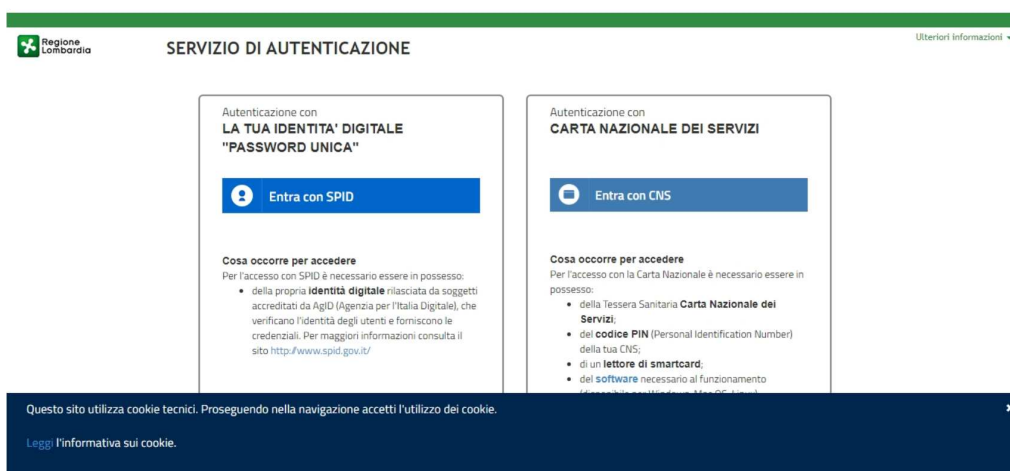 Regione
Lombardia
SERVIZIO DI AUTENTICAZIONE
Ulteriori informazioni
Autenticazione con
LA TUA IDENTITA' DIGITALE
"PASSWORD UNICA"
Entra con SPID
Cosa occorre per accedere
Per l'accesso con SPID è necessario essere in possesso:
• della propria identità digitale rilasciata da soggetti
accreditati da AgID (Agenzia per l'Italia Digitale), che
verificano l'identità degli utenti e forniscono le
credenziali. Per maggiori informazioni consulta il
sito http://www.spid.gov.it/
Autenticazione con
CARTA NAZIONALE DEI SERVIZI
Entra con CNS
Cosa occorre per accedere
Per l'accesso con la Carta Nazionale è necessario essere in
possesso:
• della Tessera Sanitaria Carta Nazionale dei
Servizi;
• del codice PIN (Personal Identification Number)
della tua CNS;
• di un lettore di smartcard;
• del software necessario al funzionamento
(disponibile per Windows, Mac OS, Linux)
Questo sito utilizza cookie tecnici. Proseguendo nella navigazione accetti l'utilizzo dei cookie.
Leggi l'informativa sui cookie.